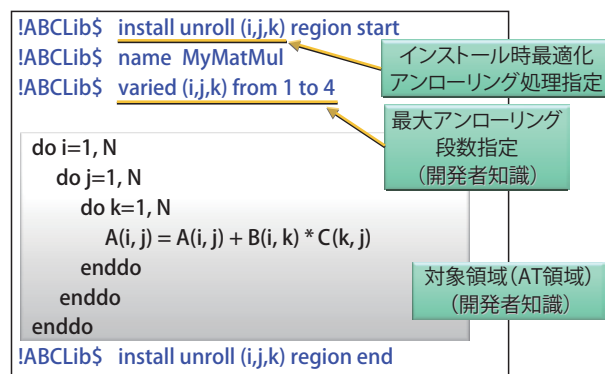 !ABCLib$ install unroll (i,j,k) region start
!ABCLib$ name MyMatMul
!ABCLib$ varied (i,j,k) from 1 to 4
インストール時最適化
アンローリング処理指定
最大アンローリング
段数指定
(開発者知識)
do i=1, N
do j=1, N
do k=1, N
A(i, j) = A(i, j) + B(i, k) * C(k, j)
enddo
enddo
enddo
対象領域(AT領域)
(開発者知識)
!ABCLib$ install unroll (i,j,k) region end